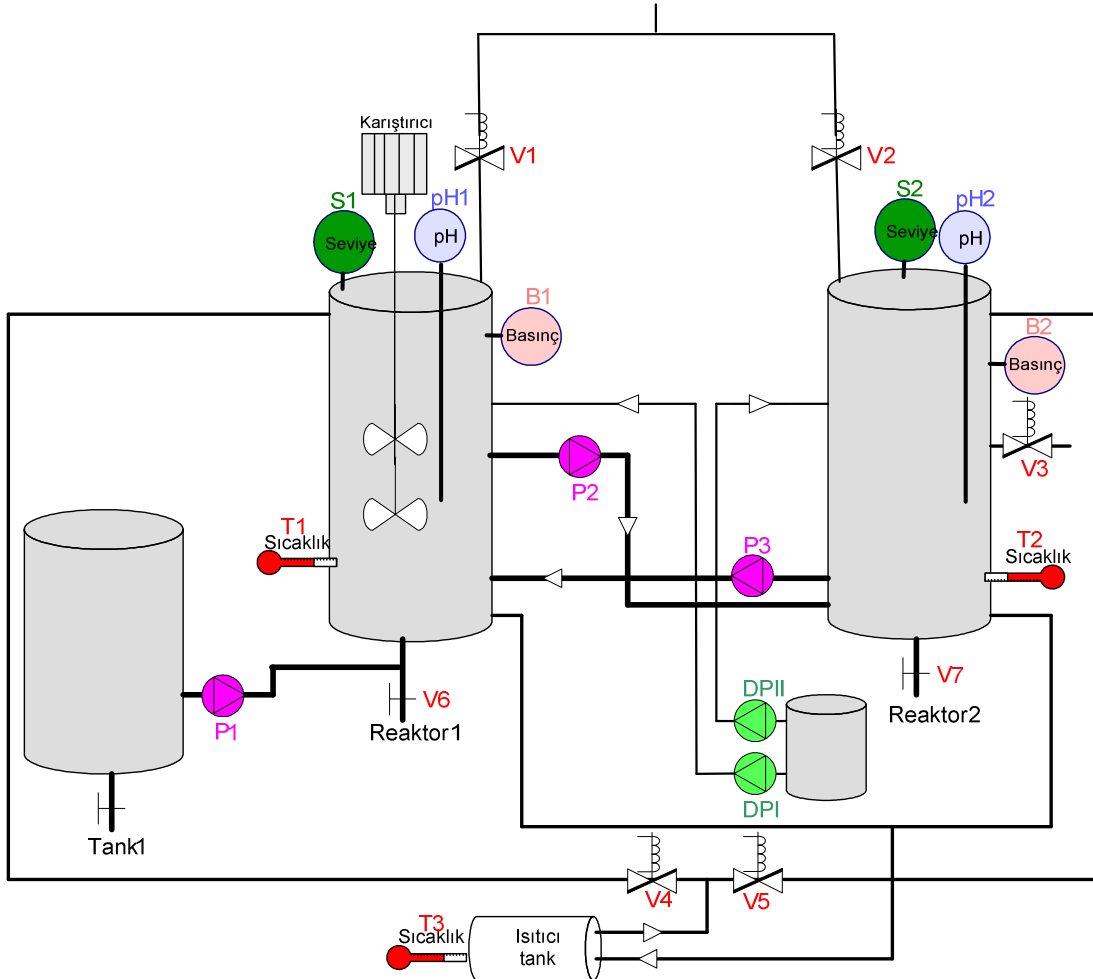 Karıştırıcı
V1
V2
S1
pH1
S2
pH2
Seviye
pH
Seviye
pH
B1
Basınç
B2
Basınç
V3
P2
T1
Sıcaklık
P3
T2
Sıcaklık
V6
V7
P1
Reaktor1
DPII
Reaktor2
DPI
Tank1
V4
V5
T3
Sıcaklık
Isıtıcı
tank